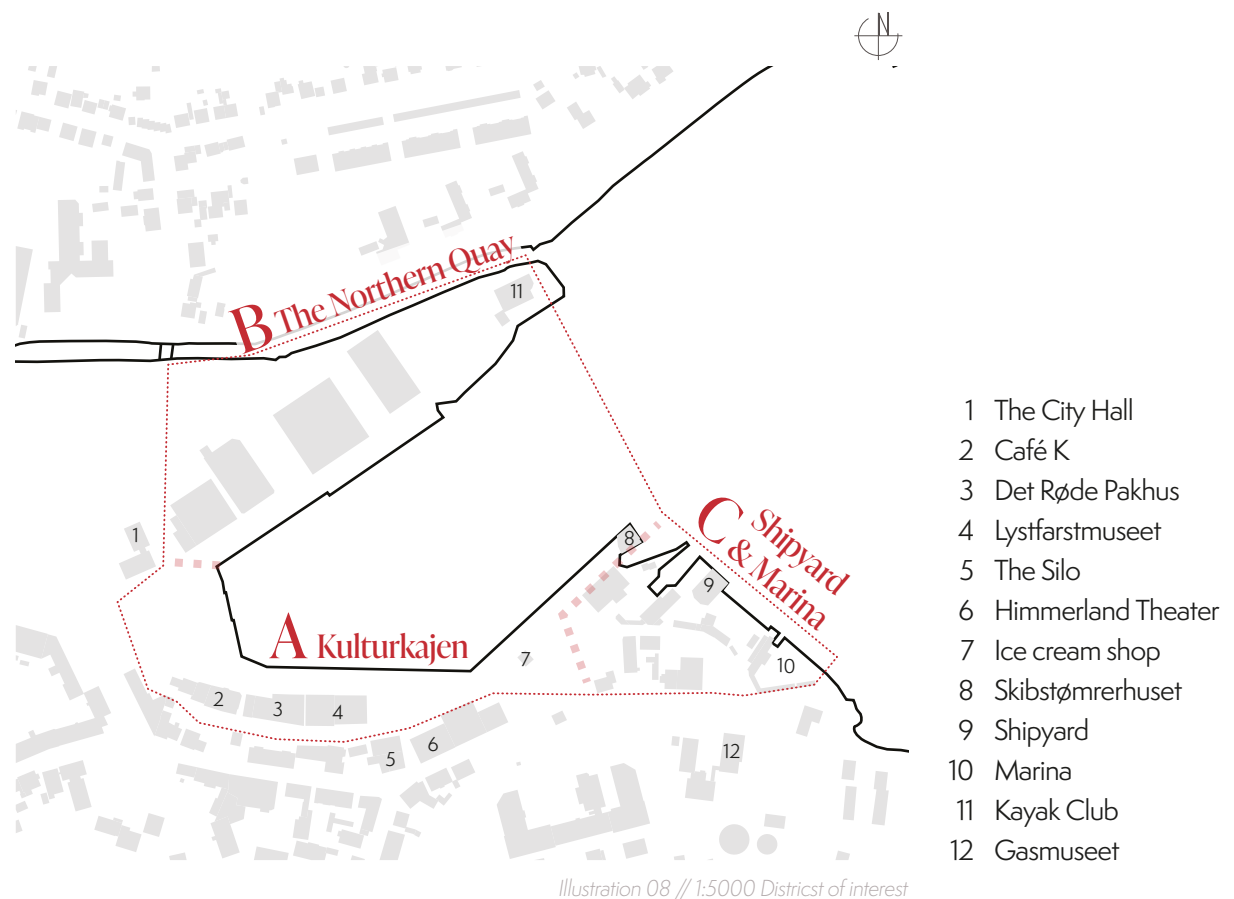 N
B The Northern Quay
11
1
C Shipyard
& Marina
8
9
A Kulturkajen
7
10
2
3
4
5
6
12
1 The City Hall
2 Café K
3 Det Røde Pakhus
4 Lystfarstmuseet
5 The Silo
6 Himmerland Theater
7 Ice cream shop
8 Skibstømrerhuset
9 Shipyard
10 Marina
11 Kayak Club
12 Gasmuseet
Illustration 08 // 1:5000 Districst of interest